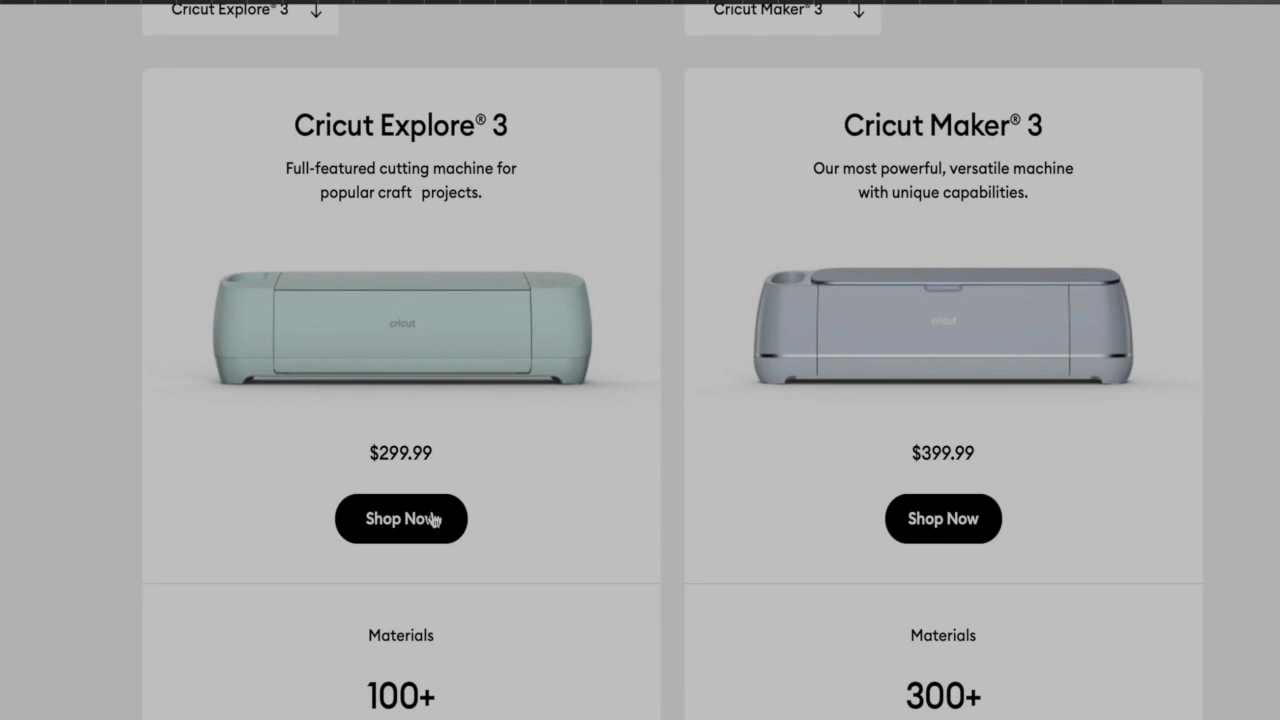 Cricut Explore® 3
Cricut Maker® 3
Cricut Explore® 3
Full-featured cutting machine for
popular craft projects.
cricut
$299.99
Shop Now
Materials
100+
Cricut Maker® 3
Our most powerful, versatile machine
with unique capabilities.
cricut
$399.99
Shop Now
Materials
300+